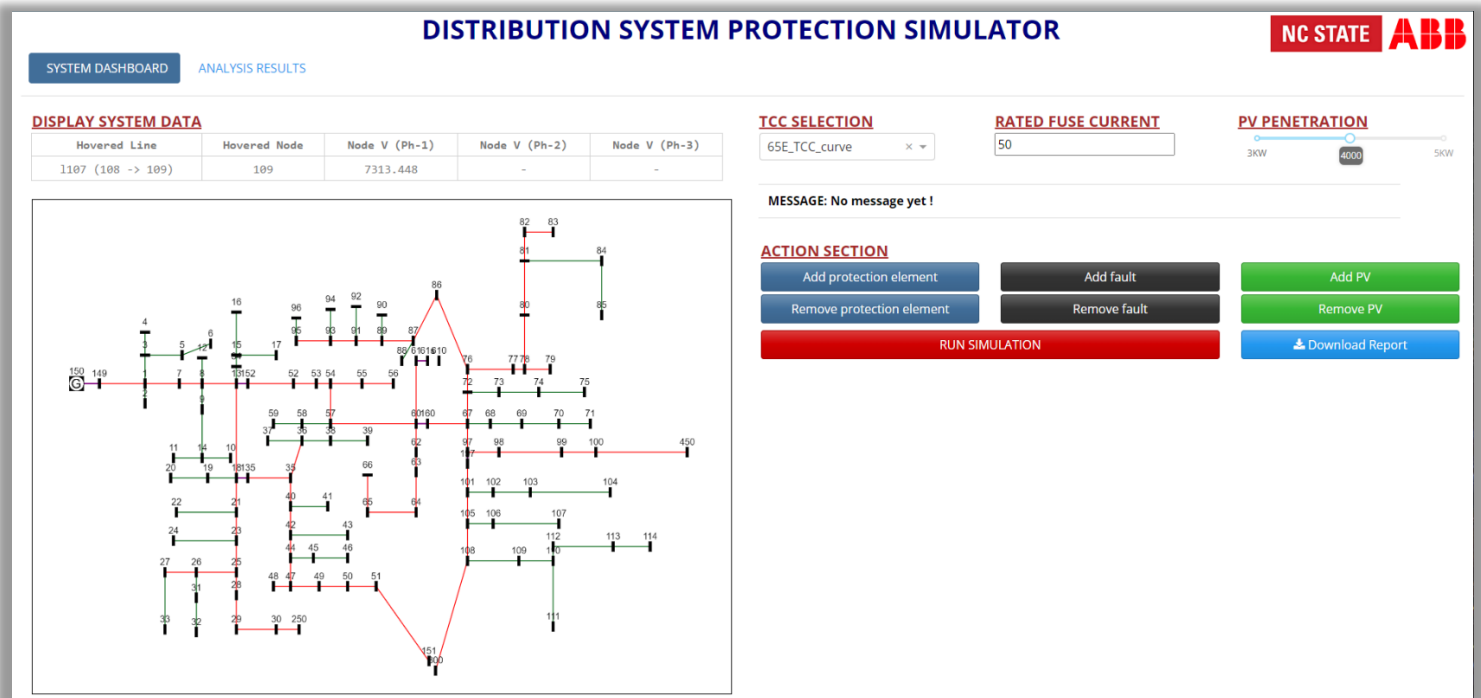 DISTRIBUTION SYSTEM PROTECTION SIMULATOR
NC STATE ABB
SYSTEM DASHBOARD ANALYSIS RESULTS
DISPLAY SYSTEM DATA
Hovered Line Hovered Node Node V (Ph-1) Node V (Ph-2) Node V (Ph-3)
l107 (108 -> 109) 109 7313.448 - -
TCC SELECTION
65E_TCC_curve × 
RATED FUSE CURRENT
50
PV PENETRATION
3KW 4000 5KW
MESSAGE: No message yet !
ACTION SECTION
Add protection element Add fault Add PV
Remove protection element Remove fault Remove PV
RUN SIMULATION Download Report
82 83
81 84
86
16 96 94 92 90 80 85
4 6 12 15 17 95 93 91 89 87
3 5 88 61 610
150 149 1 7 8 13 152 52 53 54 55 56 76 77 78 79
G
2 9 72 73 74 75
59 58 57 60 160 67 68 69 70 71
37 36 38 39
11 14 10 62 97 98 99 100 450
20 19 18 135 35 66 63
101 102 103 104
22 21 40 41 65 64
24 23 42 43 105 106 107
44 45 46 112 113 114
27 26 25 108 109 110
48 47 49 50 51
31 28
33 32 29 30 250 111
151
300